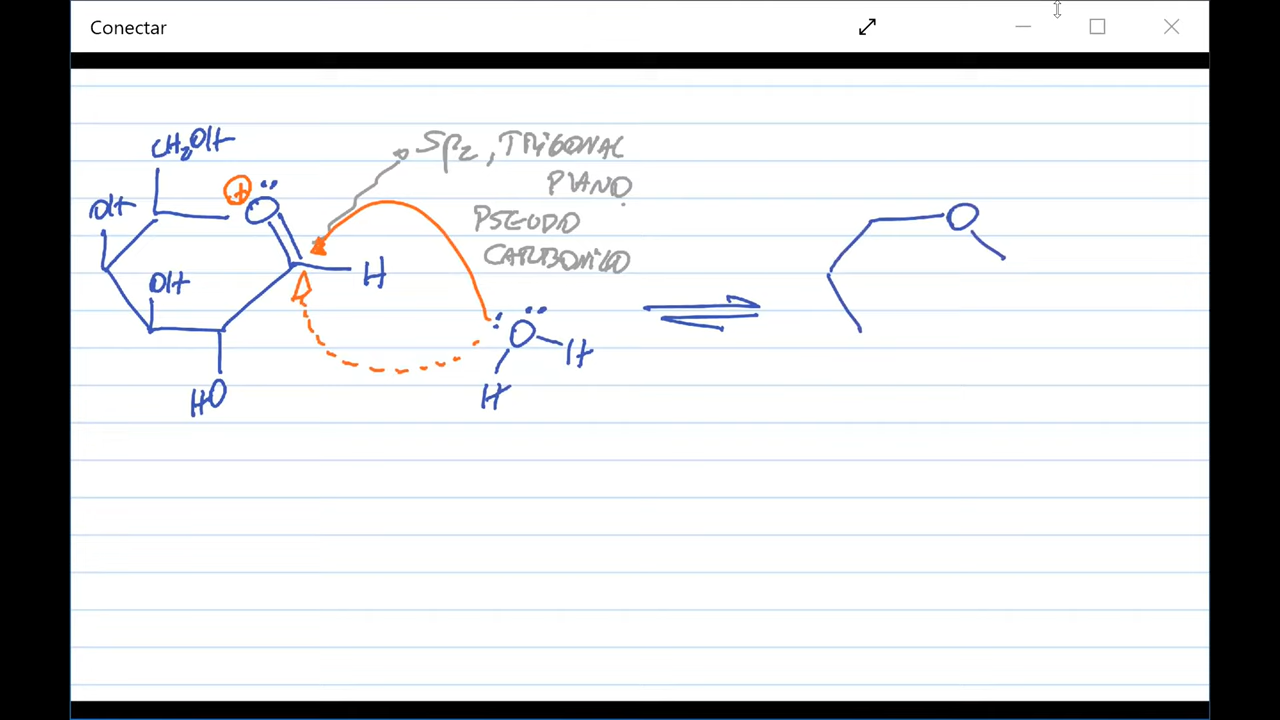 Conectar
CH2OH
OH
+
O
OH
H
HO
SP2, TRIGONAL
PLANO
PSEUDO
CARBONILO
O
H
H
O